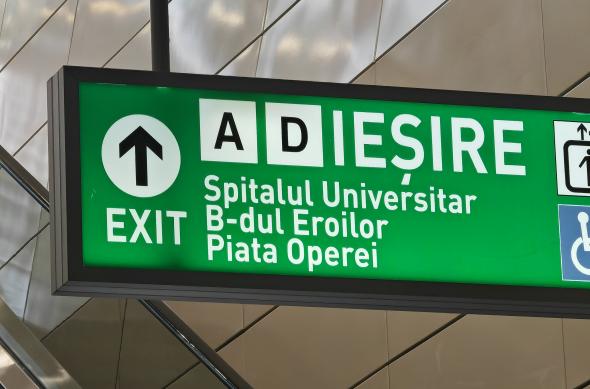 A D IEȘIRE
EXIT
Spitalul Universitar
B-dul Eroilor
Piata Operei